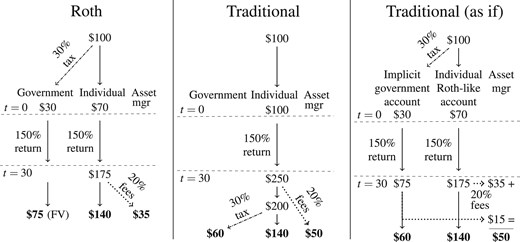 Roth
$100
30%
tax
Government Individual Asset
mgr
t = 0 $30 $70
150% 150%
return return
t = 30 $175
20%
fees
$75 (FV) $140 $35
Traditional
$100
Government Individual Asset
mgr
t = 0 $100
150%
return
t = 30 $250
30%
tax
20%
fees
$200
$60 $140 $50
Traditional (as if)
$100
30%
tax
Implicit Individual Asset
government Roth-like mgr
account account
t = 0 $30 $70
150% 150%
return return
t = 30 $75 $175 $35 +
20%
fees
$15 =
$60 $140 $50